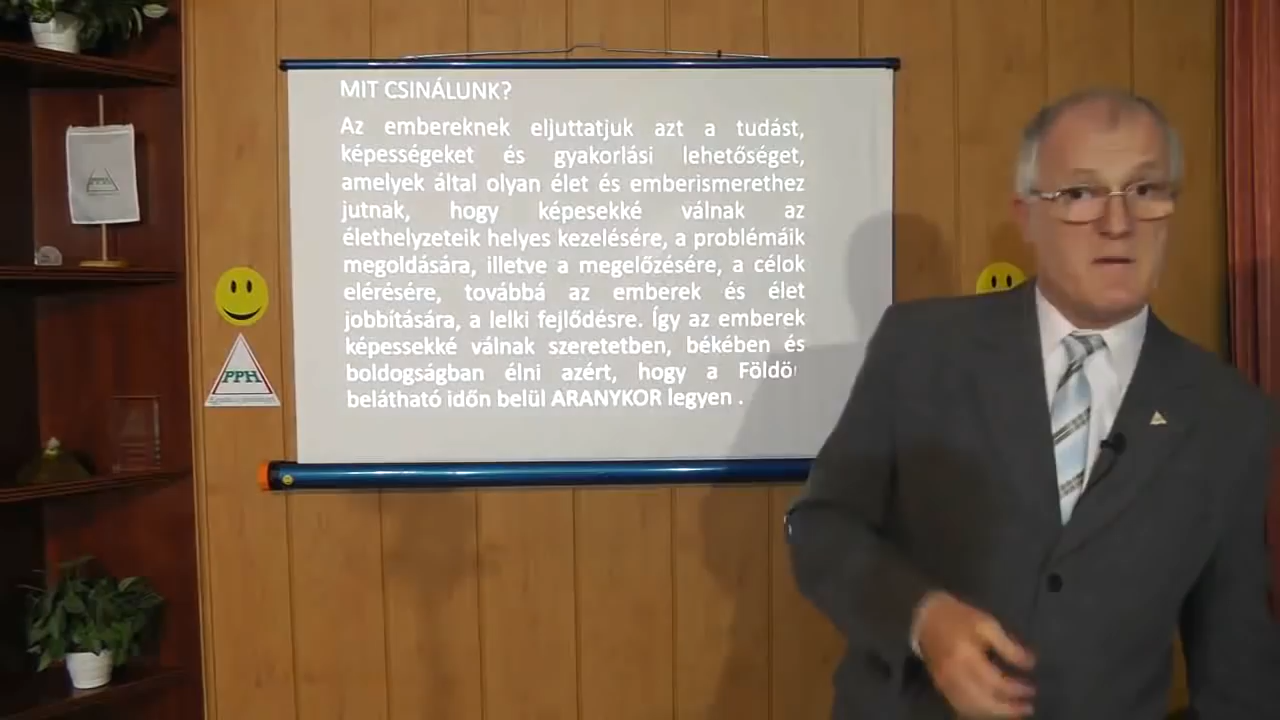 MIT CSINÁLUNK?
Az embereknek eljuttatjuk azt a tudást,
képességeket és gyakorlási lehetőséget,
amelyek által olyan élet és emberismerethez
jutnak, hogy képesekké válnak az
élethelyzeteik helyes kezelésére, a problémáik
megoldására, illetve a megelőzésére, a célok
elérésére, továbbá az emberek és élet
jobbítására, a lelki fejlődésre. Így az emberek
képessekké válnak szeretetben, békében és
boldogságban élni azért, hogy a
belátható időn belül ARANYKOR legyen .
PPH